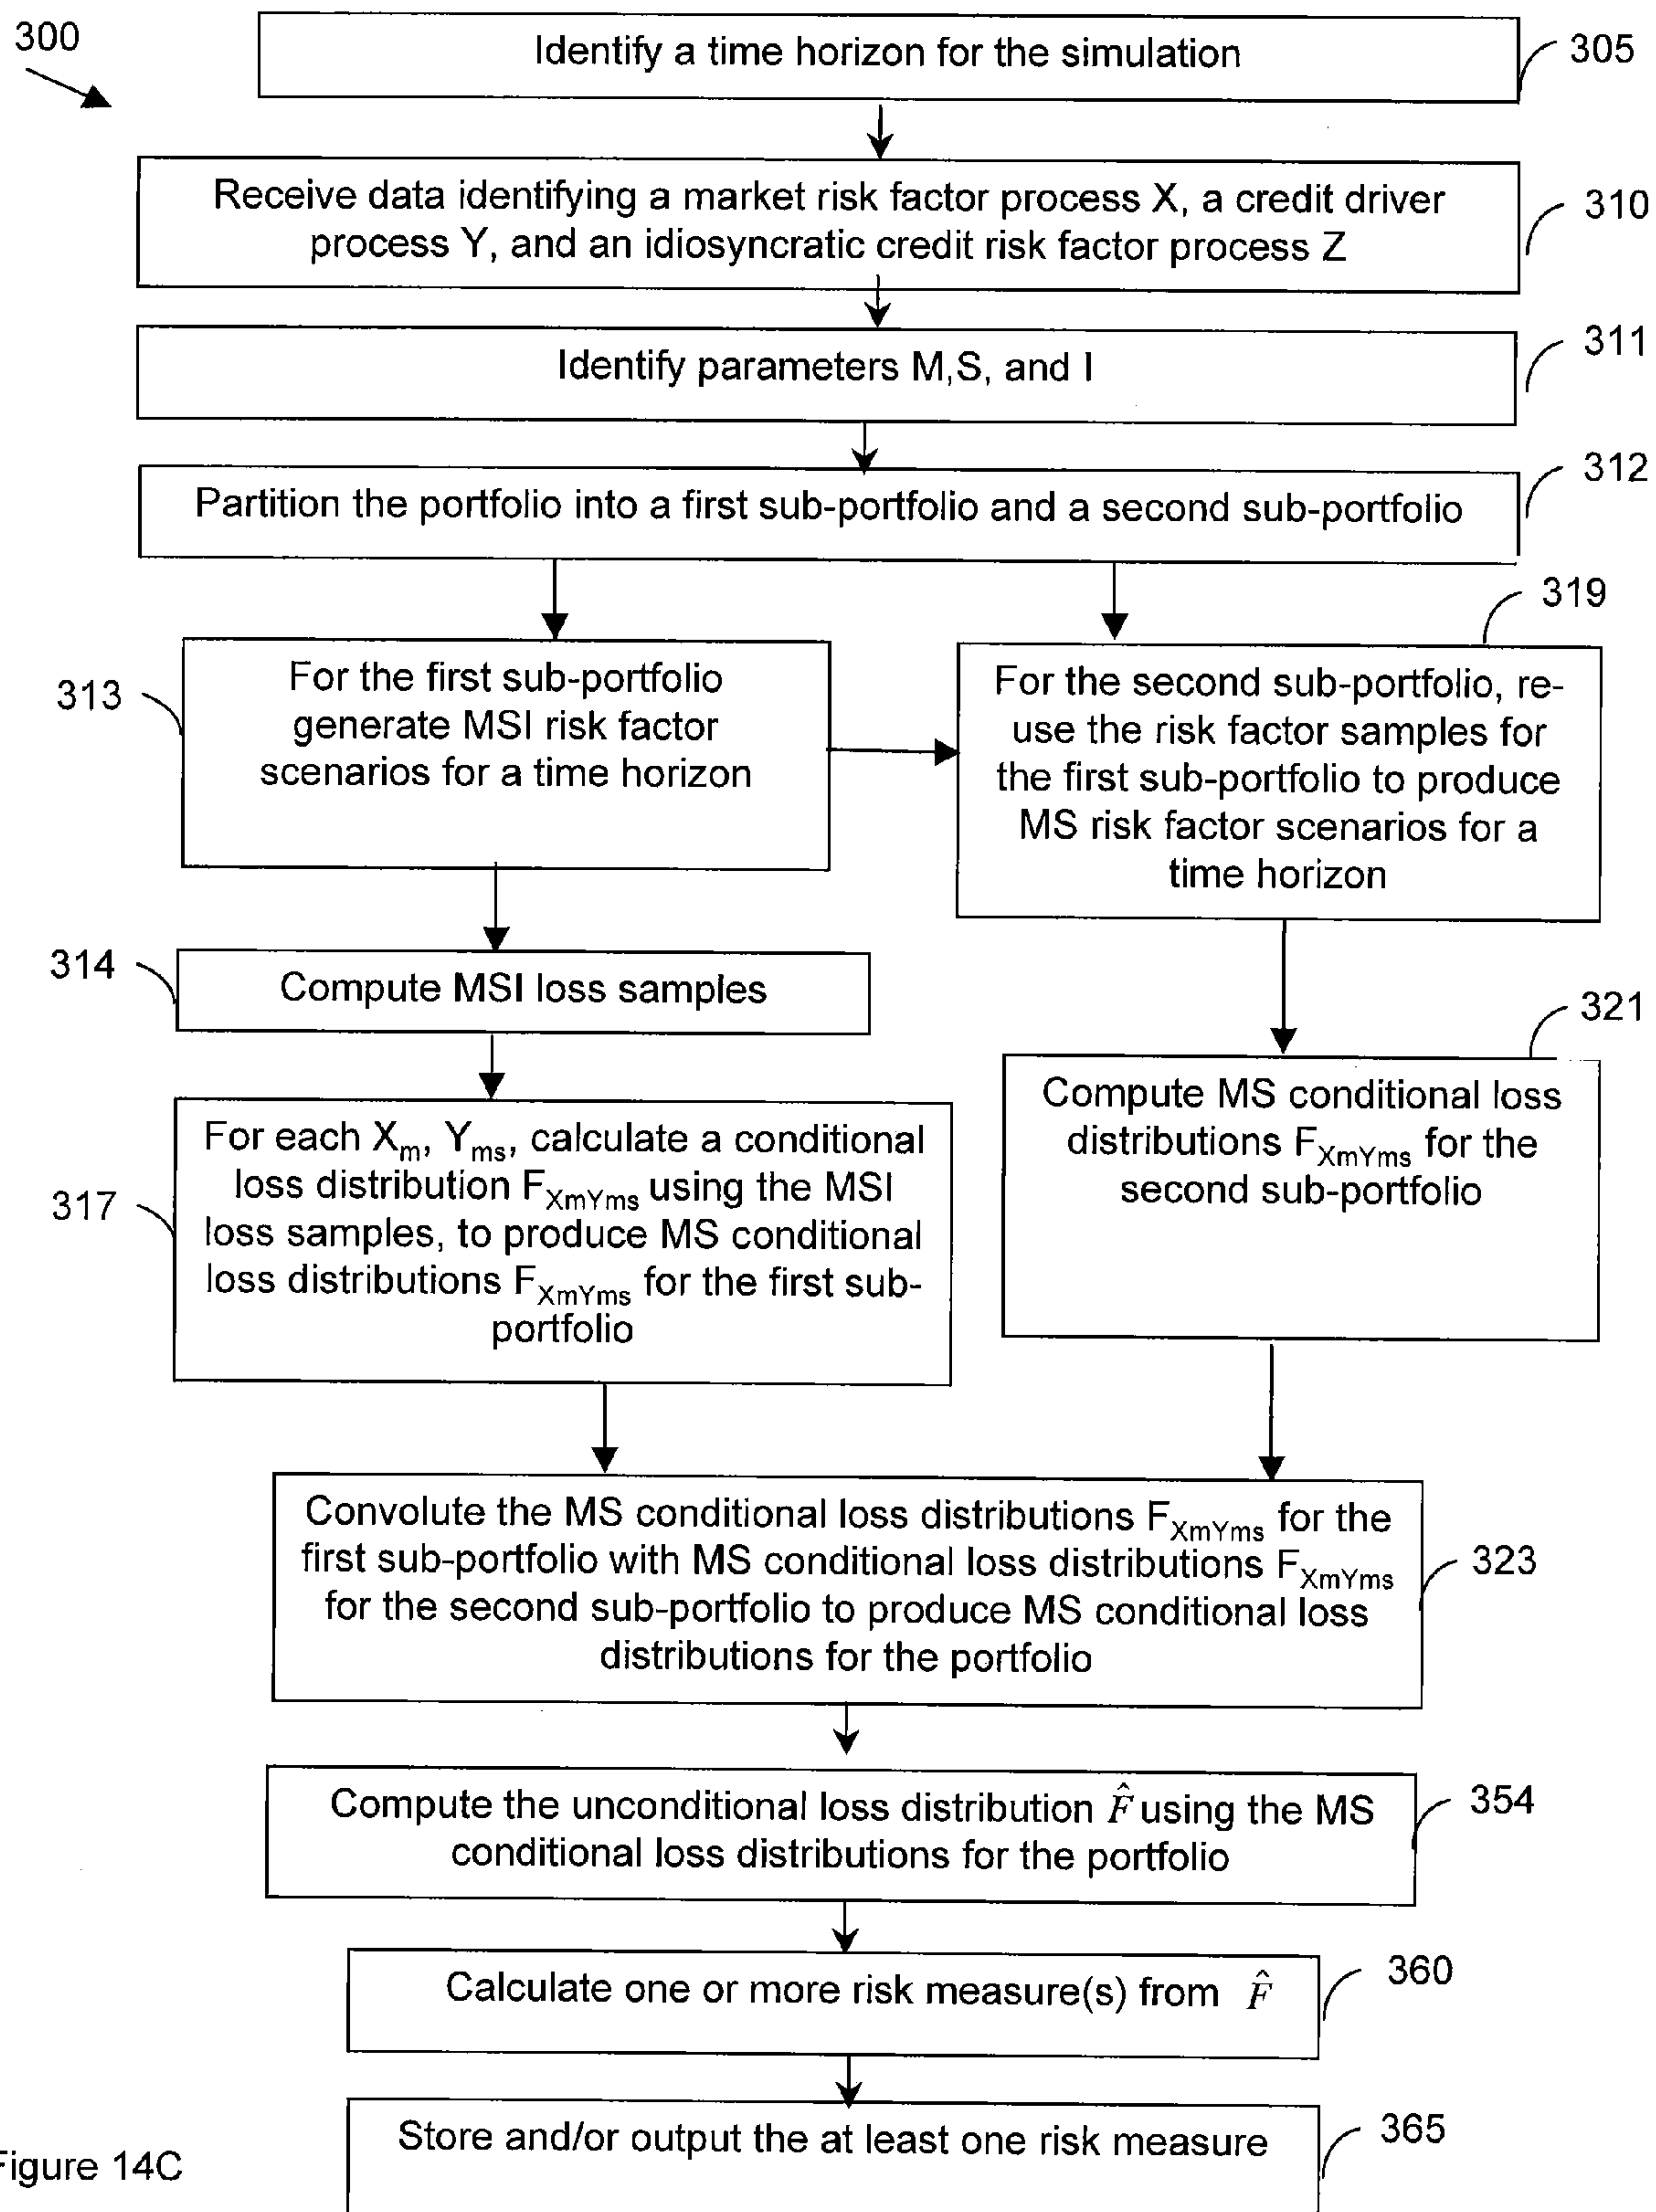 300
Identify a time horizon for the simulation
305
Receive data identifying a market risk factor process X, a credit driver
process Y, and an idiosyncratic credit risk factor process Z
310
Identify parameters M,S, and I
311
Partition the portfolio into a first sub-portfolio and a second sub-portfolio
312
313
For the first sub-portfolio
generate MSI risk factor
scenarios for a time horizon
319
For the second sub-portfolio, re-
use the risk factor samples for
the first sub-portfolio to produce
MS risk factor scenarios for a
time horizon
314
Compute MSI loss samples
317
For each Xm, Yms, calculate a conditional
loss distribution FXmYms using the MSI
loss samples, to produce MS conditional
loss distributions FXmYms for the first sub-
portfolio
321
Compute MS conditional loss
distributions FXmYms for the
second sub-portfolio
Convolute the MS conditional loss distributions FXmYms for the
first sub-portfolio with MS conditional loss distributions FXmYms
for the second sub-portfolio to produce MS conditional loss
distributions for the portfolio
323
Compute the unconditional loss distribution F̂ using the MS
conditional loss distributions for the portfolio
354
Calculate one or more risk measure(s) from F̂
360
Store and/or output the at least one risk measure
365
Figure 14C